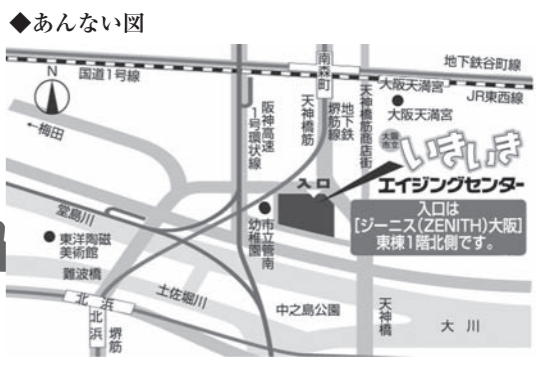 ◆あんない図
N
国道1号線
←梅田
阪神高速
1号環状線
南森町
天神橋筋
地下鉄
堺筋線
天神橋筋商店街
地下鉄谷町線
大阪天満宮
JR東西線
大阪天満宮
大阪
市立
いきいき
エイジングセンター
入口
入口は
[ジーニス(ZENITH)大阪]
東棟1階北側です。
市立菅南
幼稚園
堂島川
東洋陶磁
美術館
難波橋
土佐堀川
北浜
北浜
堺筋
中之島公園
天神橋
大川